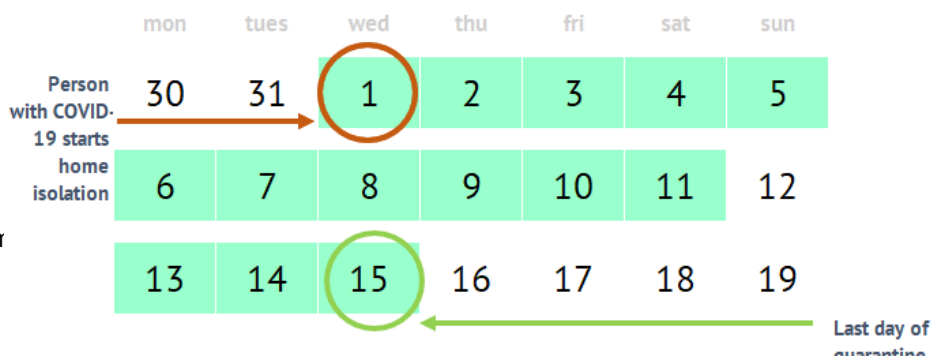 mon tues wed thu fri sat sun
Person
with COVID-
19 starts
home
isolation
30 31 1 2 3 4 5
6 7 8 9 10 11 12
13 14 15 16 17 18 19
Last day of
quarantine